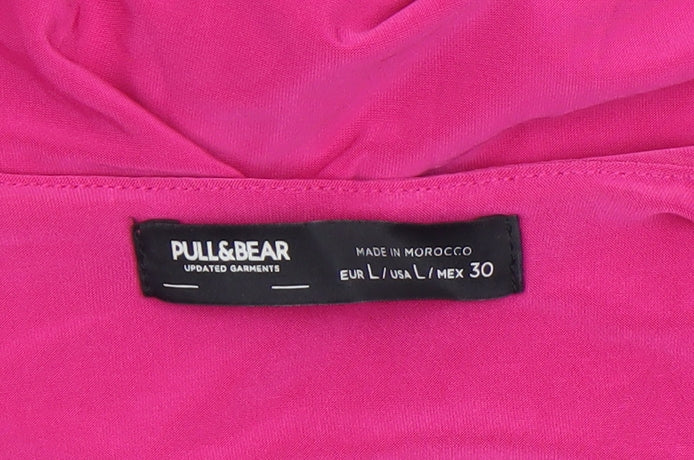 PULL&BEAR
UPDATED GARMENTS
MADE IN MOROCCO
EUR L / USA L / MEX 30